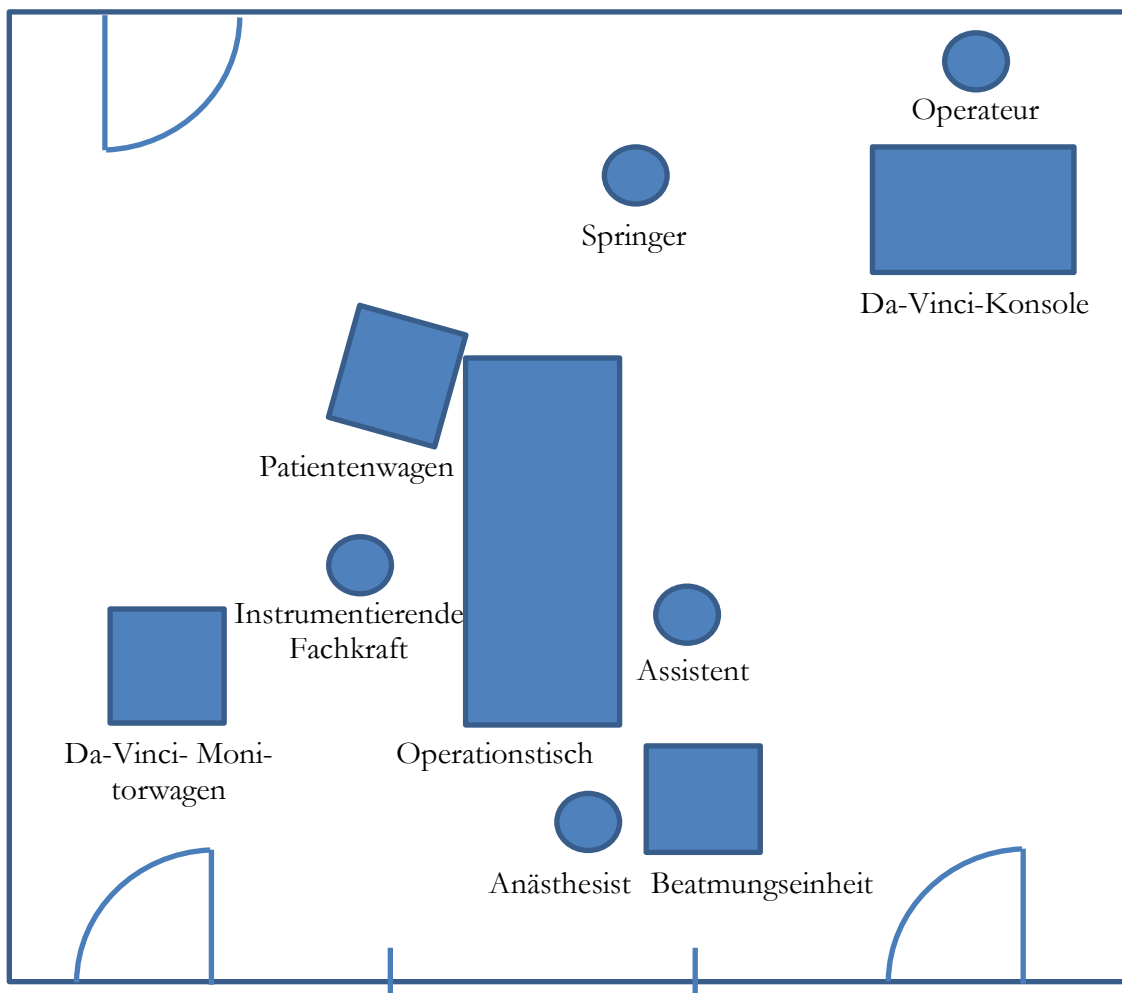 Operateur
Springer
Da-Vinci-Konsole
Patientenwagen
Instrumentierende
Fachkraft
Assistent
Da-Vinci- Moni-
torwagen
Operationstisch
Anästhesist
Beatmungseinheit